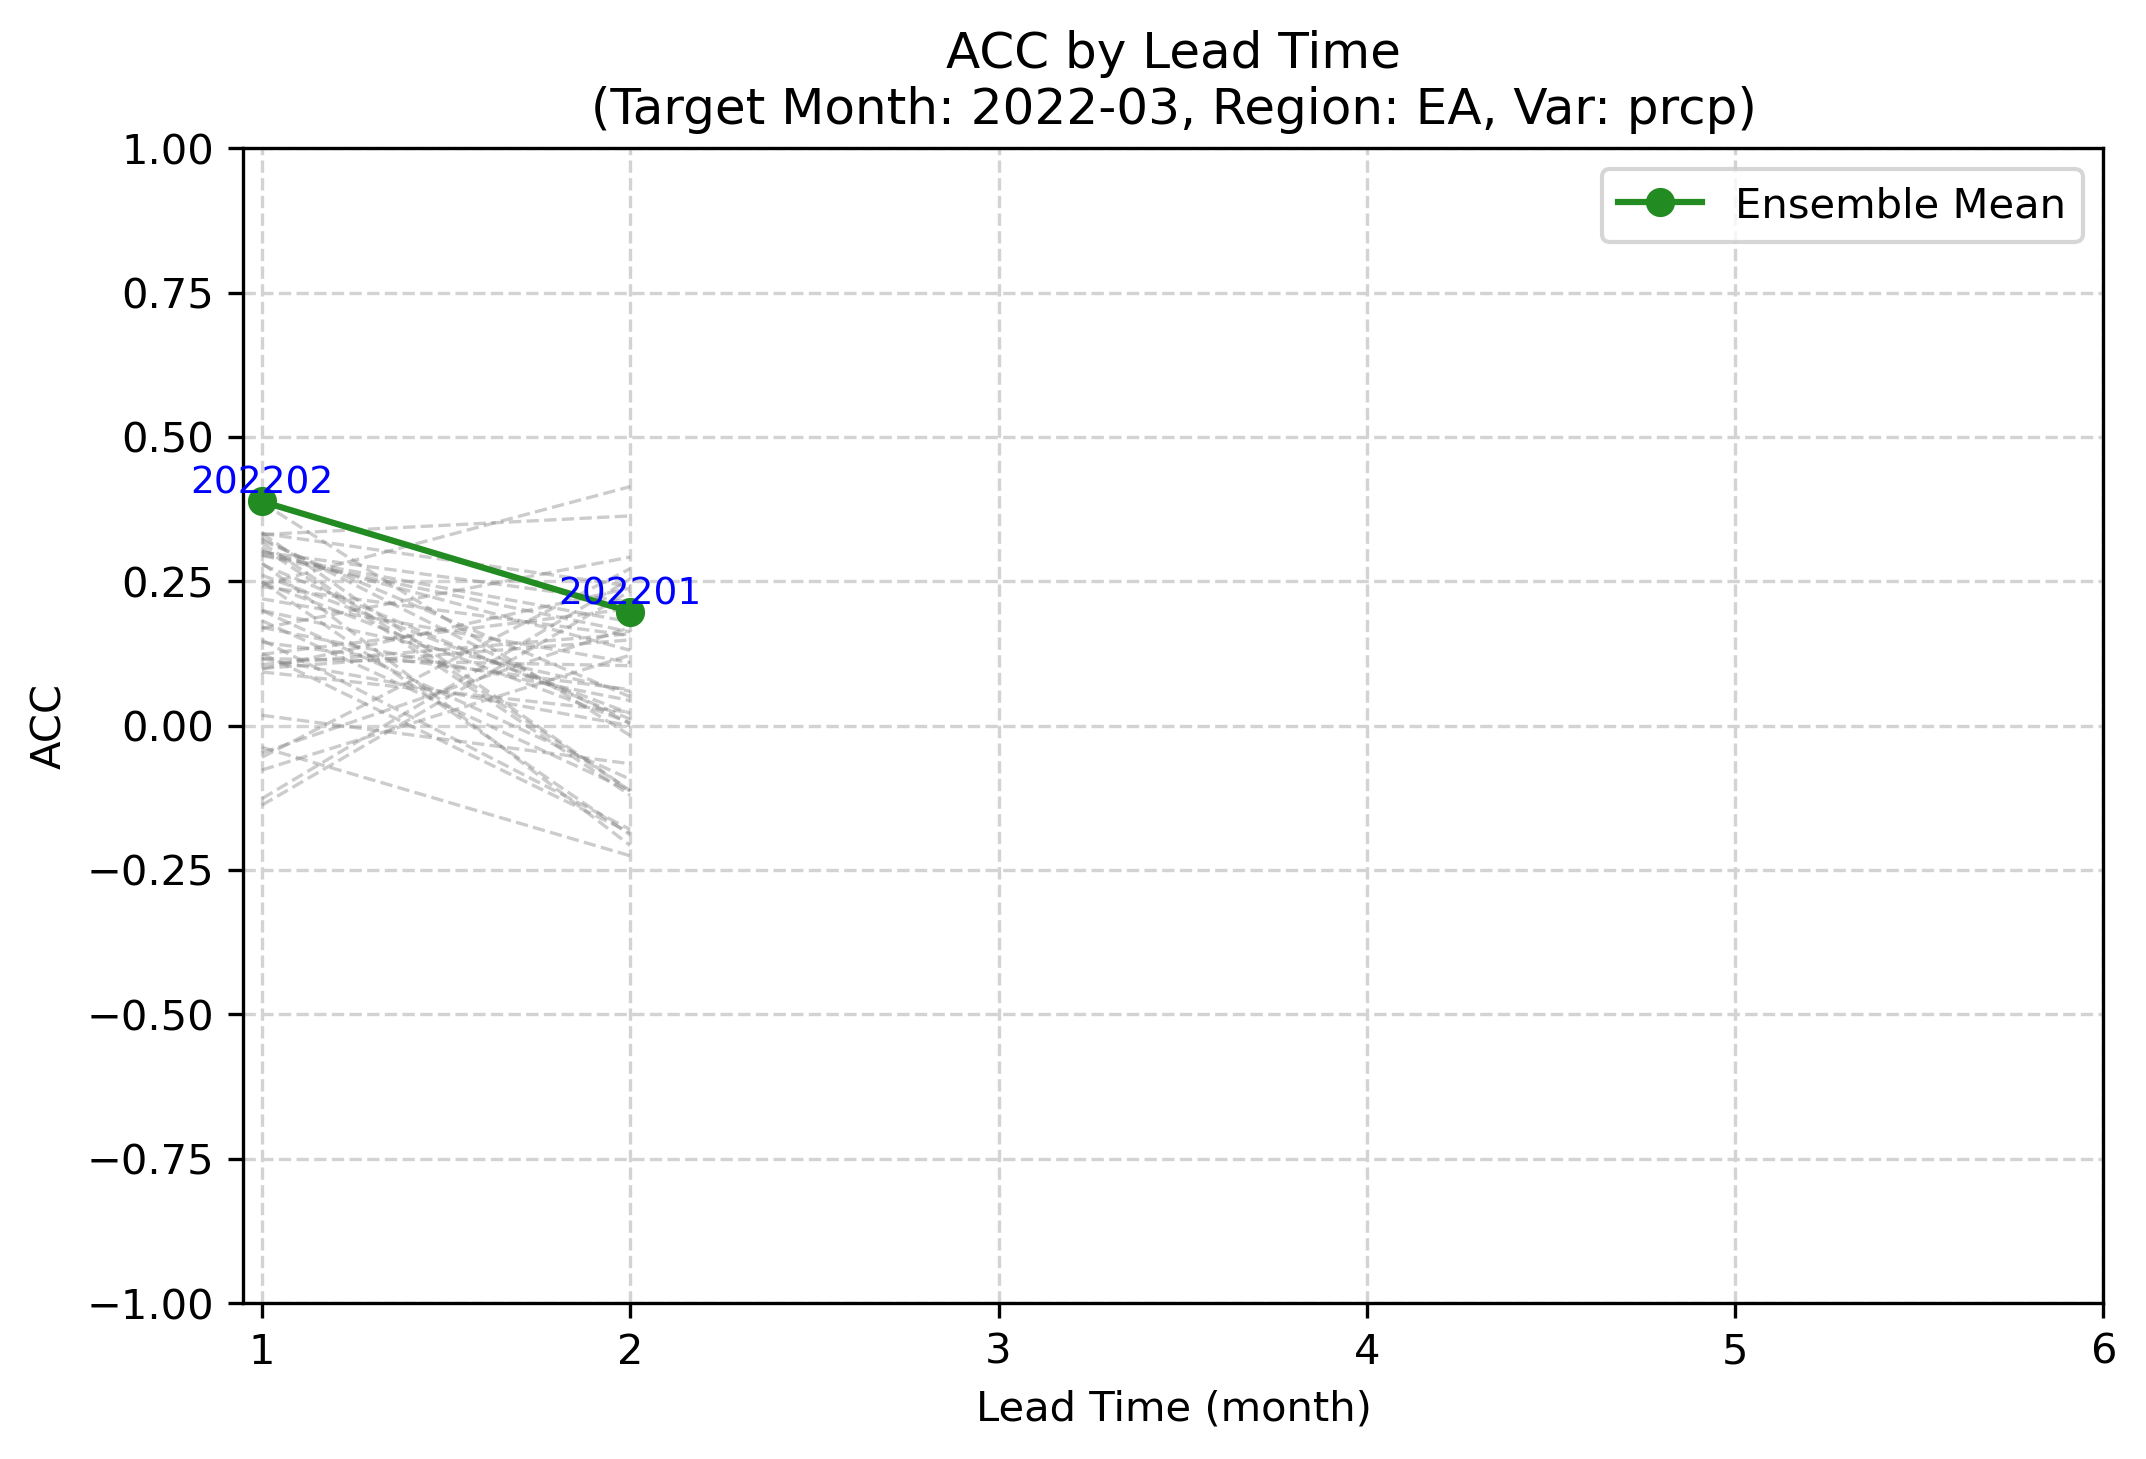 ACC by Lead Time
(Target Month: 2022-03, Region: EA, Var: prcp)
1.00
0.75
0.50
0.25
0.00
−0.25
−0.50
−0.75
−1.00
ACC
Ensemble Mean
202202
202201
1 2 3 4 5 6
Lead Time (month)